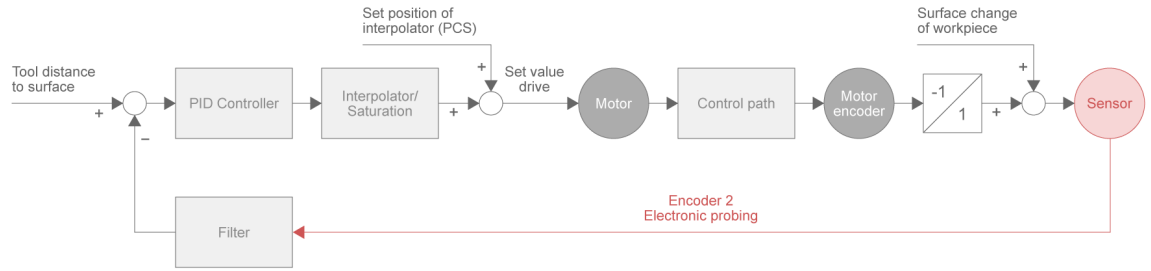 Set position of
interpolator (PCS)
Surface change
of workpiece
Tool distance
to surface
+
−
PID Controller
Interpolator/
Saturation
+
+
Set value
drive
Motor
Control path
Motor
encoder
-1
1
+
+
Sensor
Encoder 2
Electronic probing
Filter